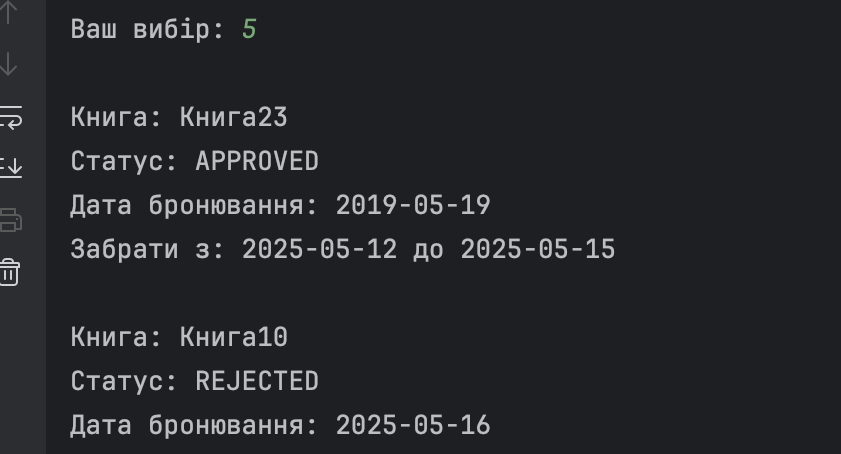 Ваш вибір: 5
Книга: Книга23
Статус: APPROVED
Дата бронювання: 2019-05-19
Забрати з: 2025-05-12 до 2025-05-15
Книга: Книга10
Статус: REJECTED
Дата бронювання: 2025-05-16